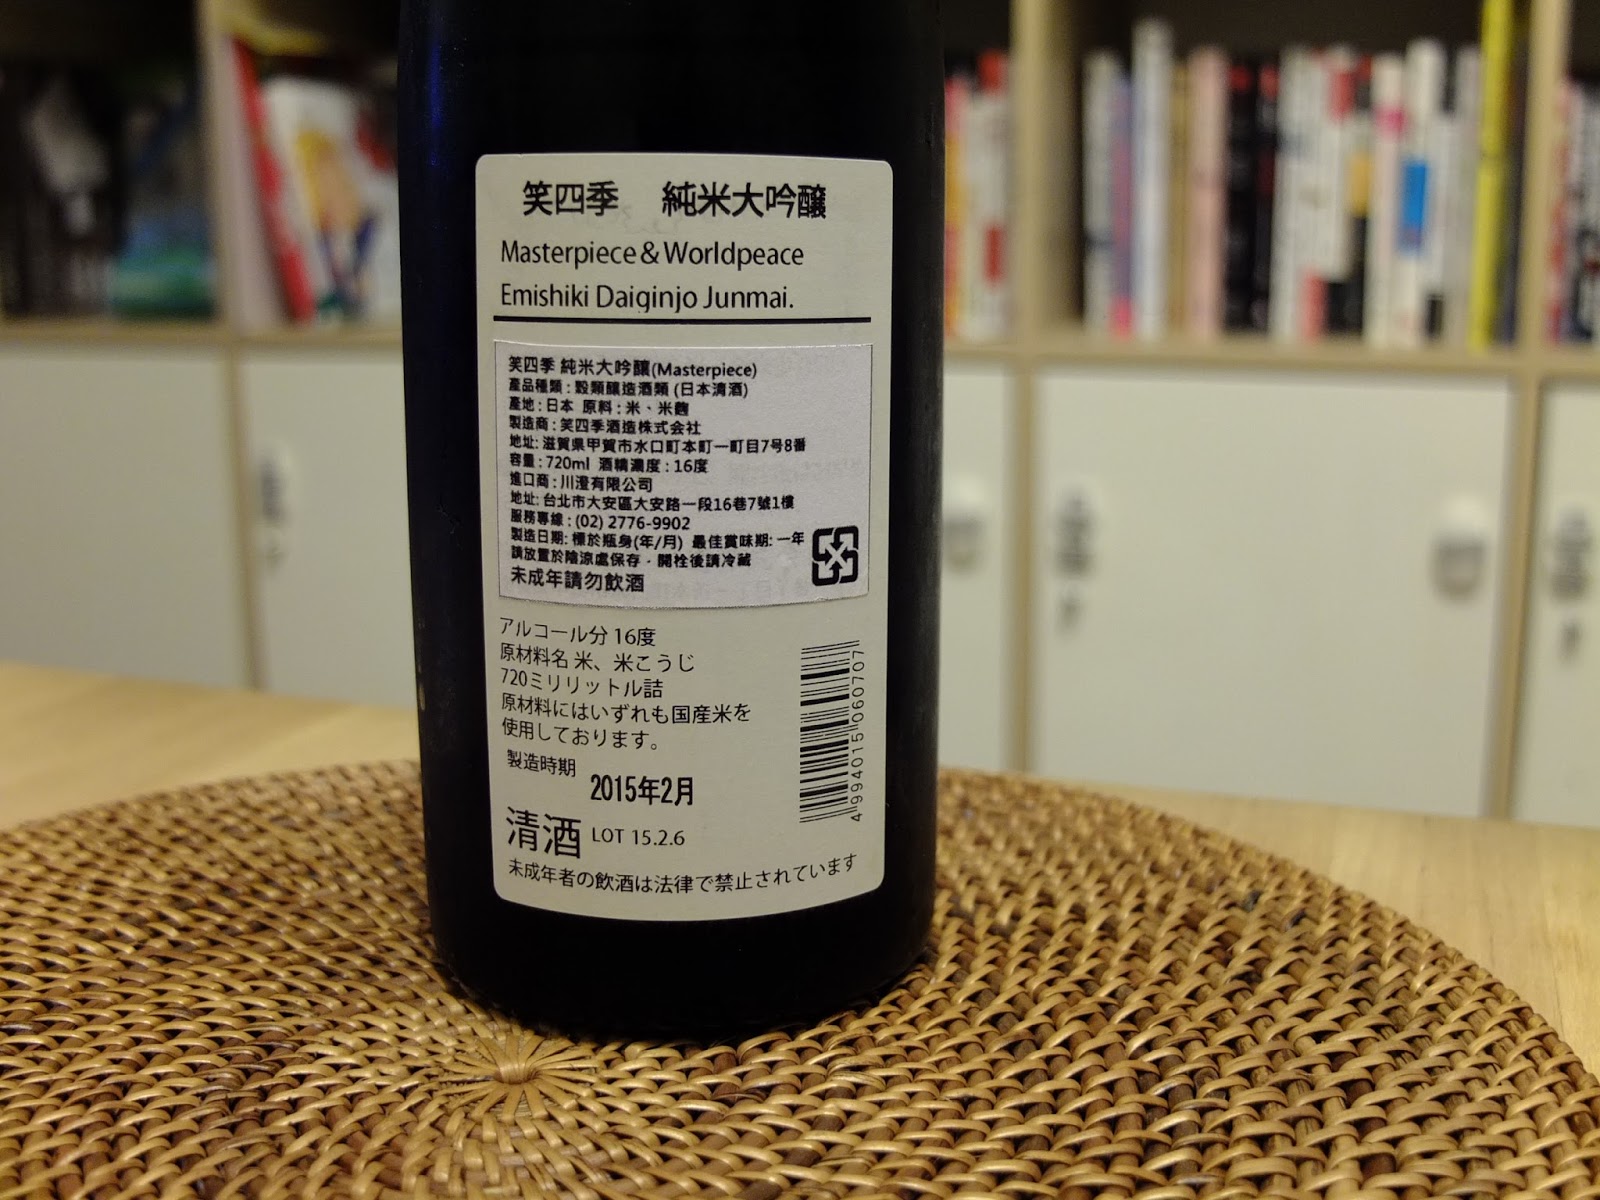 笑四季 純米大吟醸
Masterpiece & Worldpeace
Emishiki Daiginjo Junmai.
笑四季 純米大吟釀(Masterpiece)
產品種類：穀類釀造酒類 (日本清酒)
產地：日本 原料：米、米麴
製造商：笑四季酒造株式会社
地址: 滋賀県甲賀市水口町本町一町目7号8番
容量：720ml 酒精濃度：16度
進口商：川澄有限公司
地址: 台北市大安區大安路一段16巷7號1樓
服務專線：(02) 2776-9902
製造日期: 標於瓶身(年/月) 最佳賞味期: 一年
請放置於陰涼處保存．開栓後請冷藏
未成年請勿飲酒
アルコール分 16度
原材料名 米、米こうじ
720ミリリットル詰
原材料にはいずれも国産米を
使用しております。
製造時期 2015年2月
清酒 LOT 15.2.6
未成年者の飲酒は法律で禁止されています
4994015060707